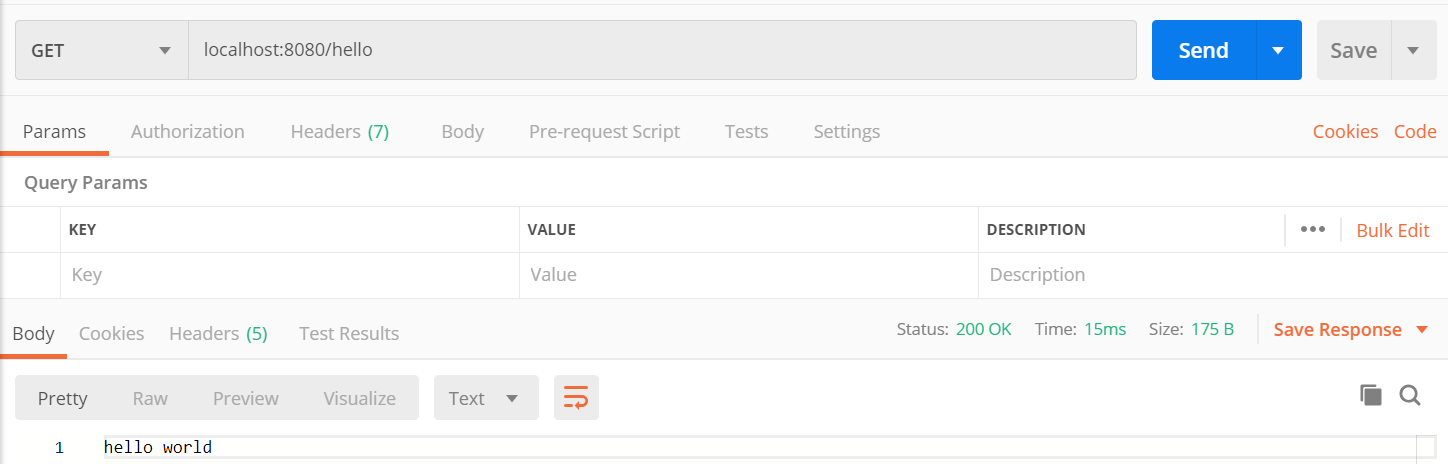 GET localhost:8080/hello Send Save
Params Authorization Headers (7) Body Pre-request Script Tests Settings Cookies Code
Query Params
KEY VALUE DESCRIPTION ••• Bulk Edit
Key Value Description
Body Cookies Headers (5) Test Results Status: 200 OK Time: 15ms Size: 175 B Save Response
Pretty Raw Preview Visualize Text
1 hello world